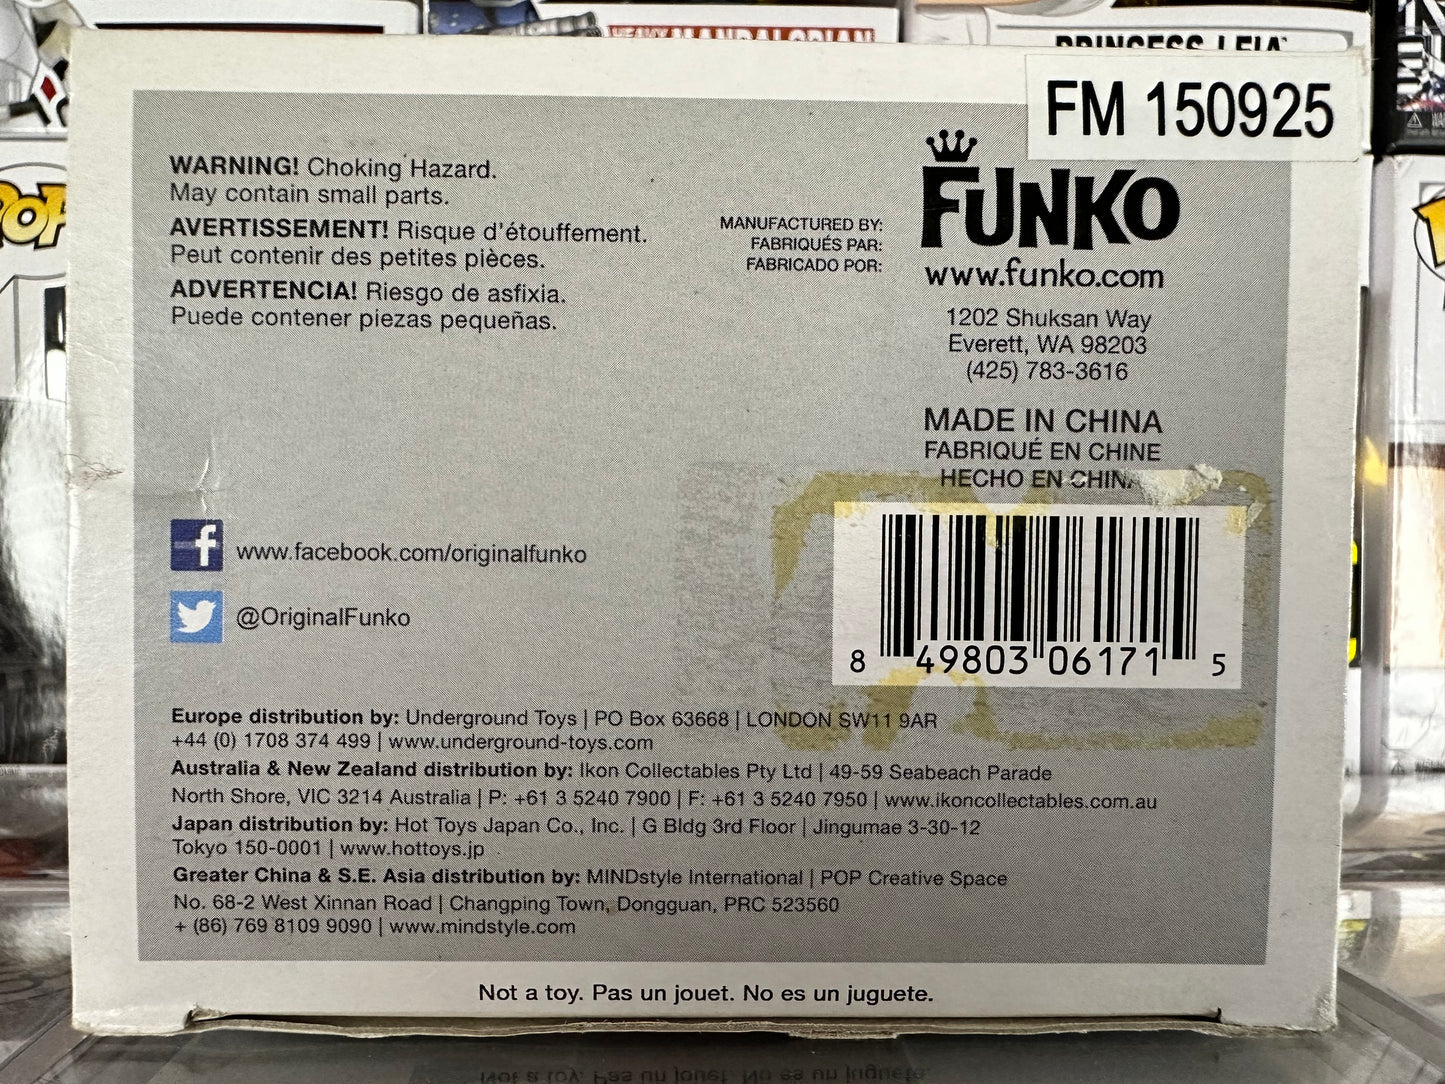 MANDALORIAN
PRINCESS LEIA
FM 150925
WARNING! Choking Hazard.
May contain small parts.
AVERTISSEMENT! Risque d'étouffement.
Peut contenir des petites pièces.
ADVERTENCIA! Riesgo de asfixia.
Puede contener piezas pequeñas.
MANUFACTURED BY:
FABRIQUÉS PAR:
FABRICADO POR:
FUNKO
www.funko.com
1202 Shuksan Way
Everett, WA 98203
(425) 783-3616
MADE IN CHINA
FABRIQUÉ EN CHINE
HECHO EN CHINA
www.facebook.com/originalfunko
@OriginalFunko
8 49803 06171 5
Europe distribution by: Underground Toys | PO Box 63668 | LONDON SW11 9AR
+44 (0) 1708 374 499 | www.underground-toys.com
Australia & New Zealand distribution by: Ikon Collectables Pty Ltd | 49-59 Seabeach Parade
North Shore, VIC 3214 Australia | P: +61 3 5240 7900 | F: +61 3 5240 7950 | www.ikoncollectables.com.au
Japan distribution by: Hot Toys Japan Co., Inc. | G Bldg 3rd Floor | Jingumae 3-30-12
Tokyo 150-0001 | www.hottoys.jp
Greater China & S.E. Asia distribution by: MINDstyle International | POP Creative Space
No. 68-2 West Xinnan Road | Changping Town, Dongguan, PRC 523560
+ (86) 769 8109 9090 | www.mindstyle.com
Not a toy. Pas un jouet. No es un juguete.